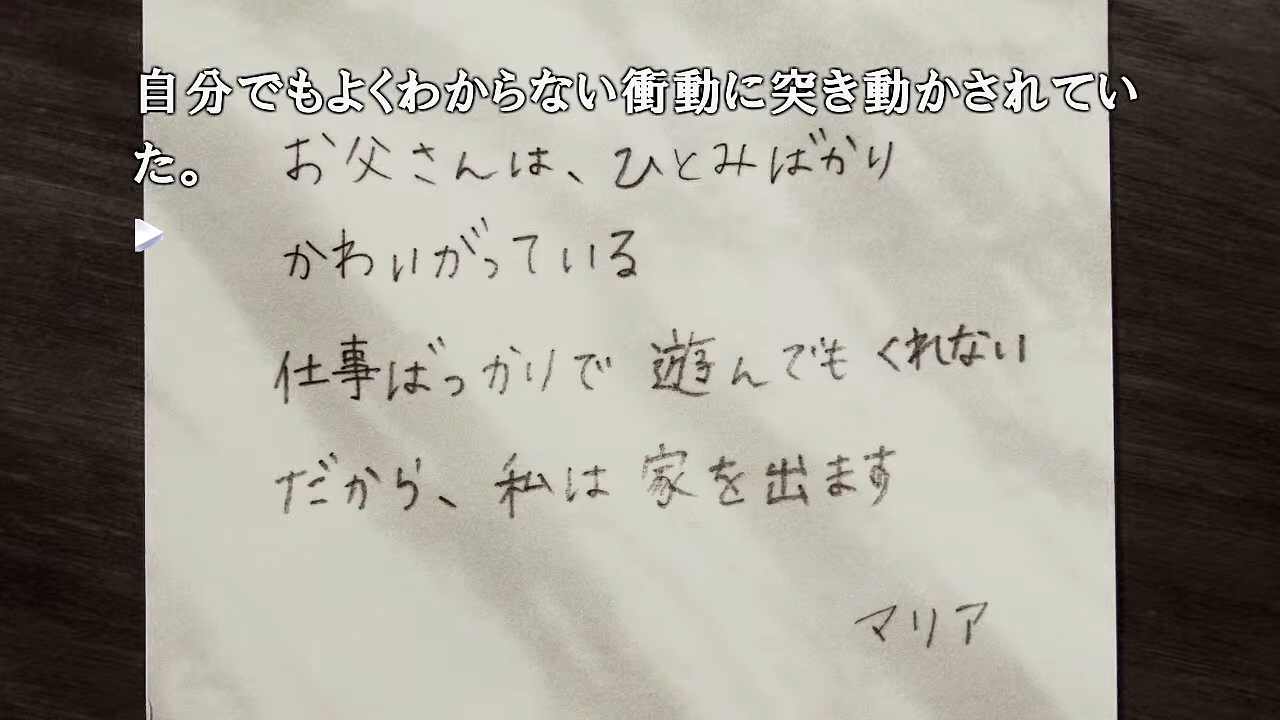 自分でもよくわからない衝動に突き動かされてい
た。
お父さんは、ひとみばかり
かわいがっている
仕事ばっかりで 遊んでもくれない
だから、私は家を出ます
マリア